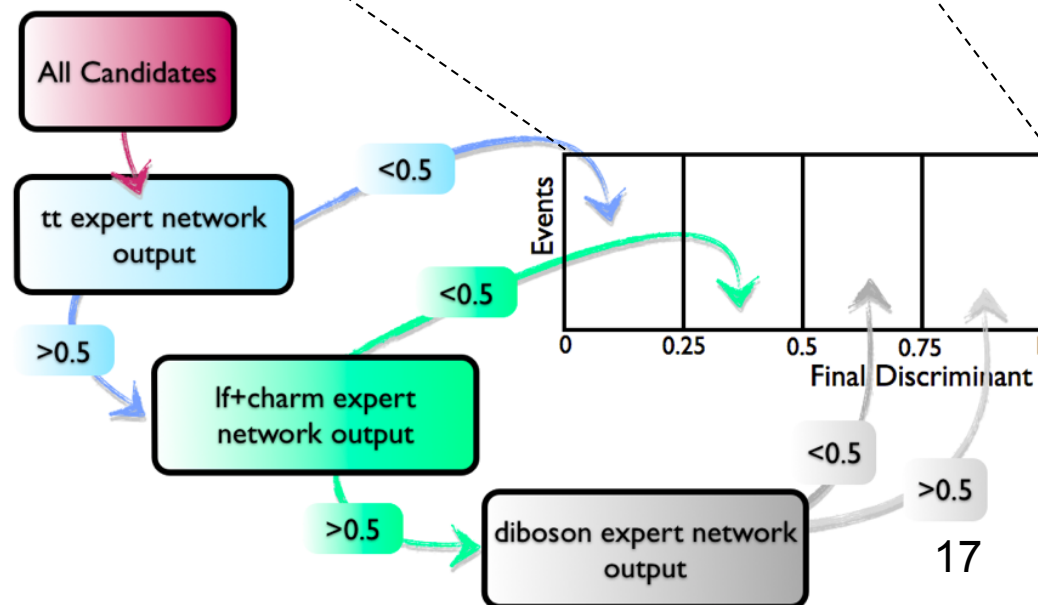 All Candidates
tt expert network
output
<0.5
>0.5
lf+charm expert
network output
<0.5
>0.5
diboson expert network
output
<0.5
>0.5
Events
0
0.25
0.5
0.75
Final Discriminant
17